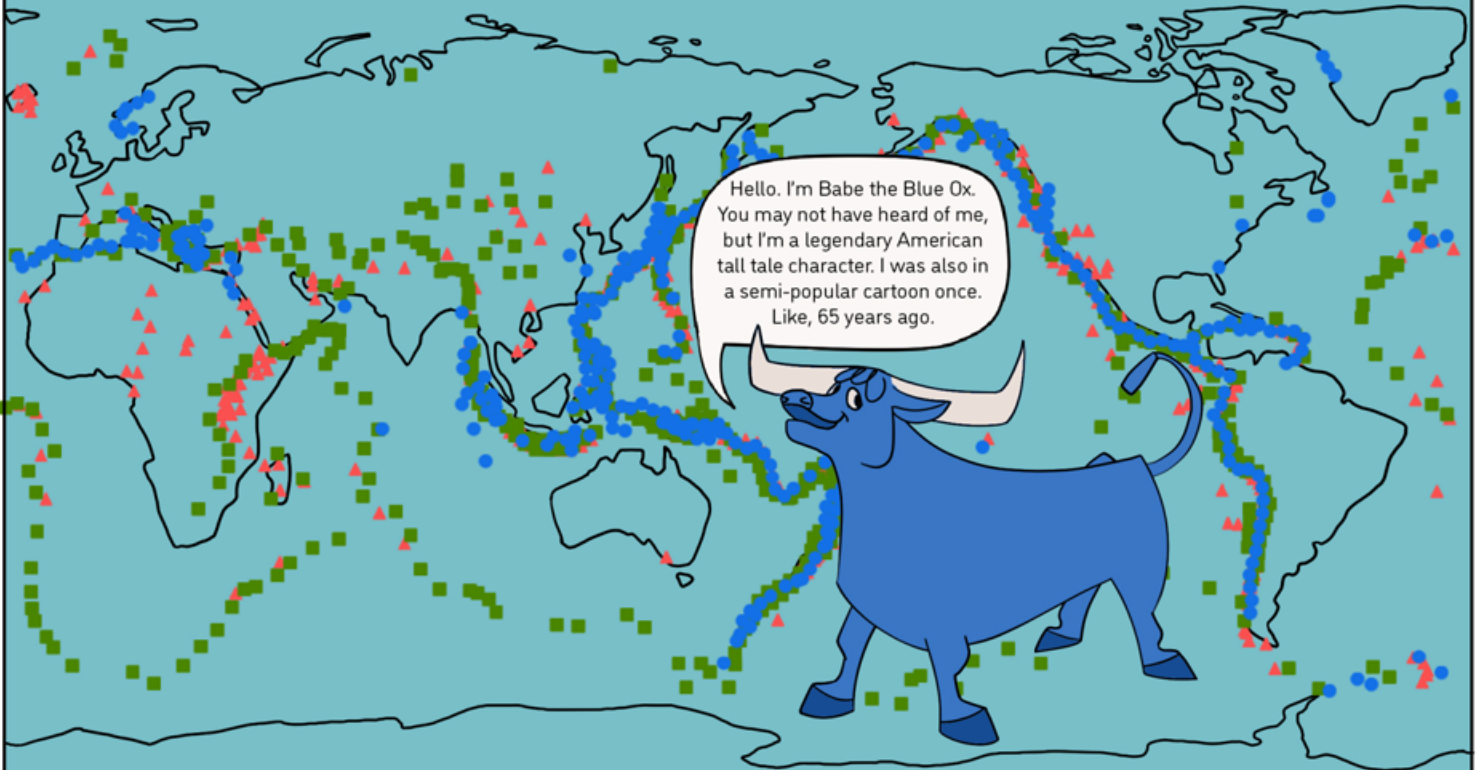 Hello. I'm Babe the Blue Ox.
You may not have heard of me,
but I'm a legendary American
tall tale character. I was also in
a semi-popular cartoon once.
Like, 65 years ago.